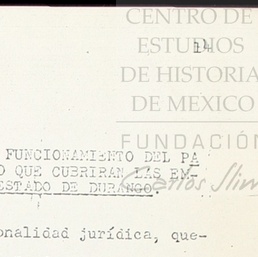 CENTRO DE
ESTUDIOS
14
DE HISTORIA
DE MEXICO
FUNDACIÓN
Carlos Slim
FUNCIONAMIENTO DEL PA
O QUE CUBRIRAN LAS EM-
ESTADO DE DURANGO.
onalidad jurídica, que-